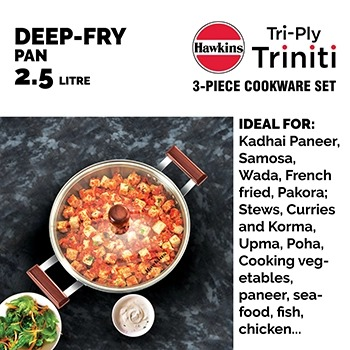 DEEP-FRY
PAN
2.5 LITRE
Hawkins
Tri-Ply
Triniti
3-PIECE COOKWARE SET
IDEAL FOR:
Kadhai Paneer,
Samosa,
Wada, French
fried, Pakora;
Stews, Curries
and Korma,
Upma, Poha,
Cooking veg-
etables,
paneer, sea-
food, fish,
chicken...